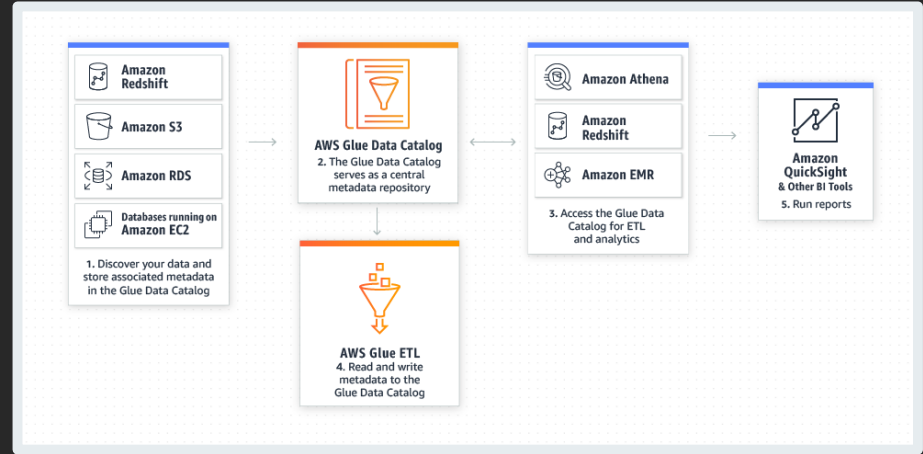 Amazon
Redshift
Amazon S3
Amazon RDS
Databases running on
Amazon EC2
1. Discover your data and
store associated metadata
in the Glue Data Catalog
AWS Glue Data Catalog
2. The Glue Data Catalog
serves as a central
metadata repository
AWS Glue ETL
4. Read and write
metadata to the
Glue Data Catalog
Amazon Athena
Amazon
Redshift
Amazon EMR
3. Access the Glue Data
Catalog for ETL
and analytics
Amazon
QuickSight
& Other BI Tools
5. Run reports